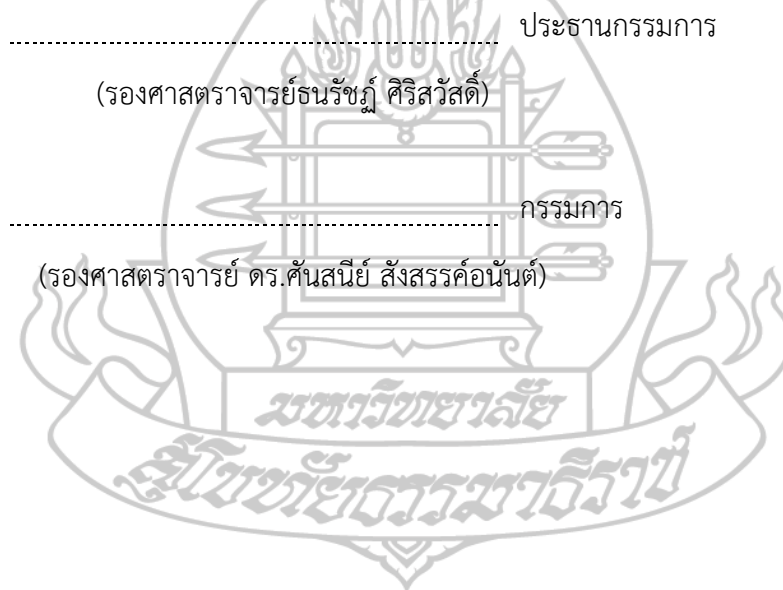 ประธานกรรมการ
(รองศาสตราจารย์ธนรัชฏ์ ศิริสวัสดิ์)
กรรมการ
(รองศาสตราจารย์ ดร.ศันสนีย์ สังสรรค์อนันต์)
มหาวิทยาลัย
สุโขทัยธรรมาธิราช